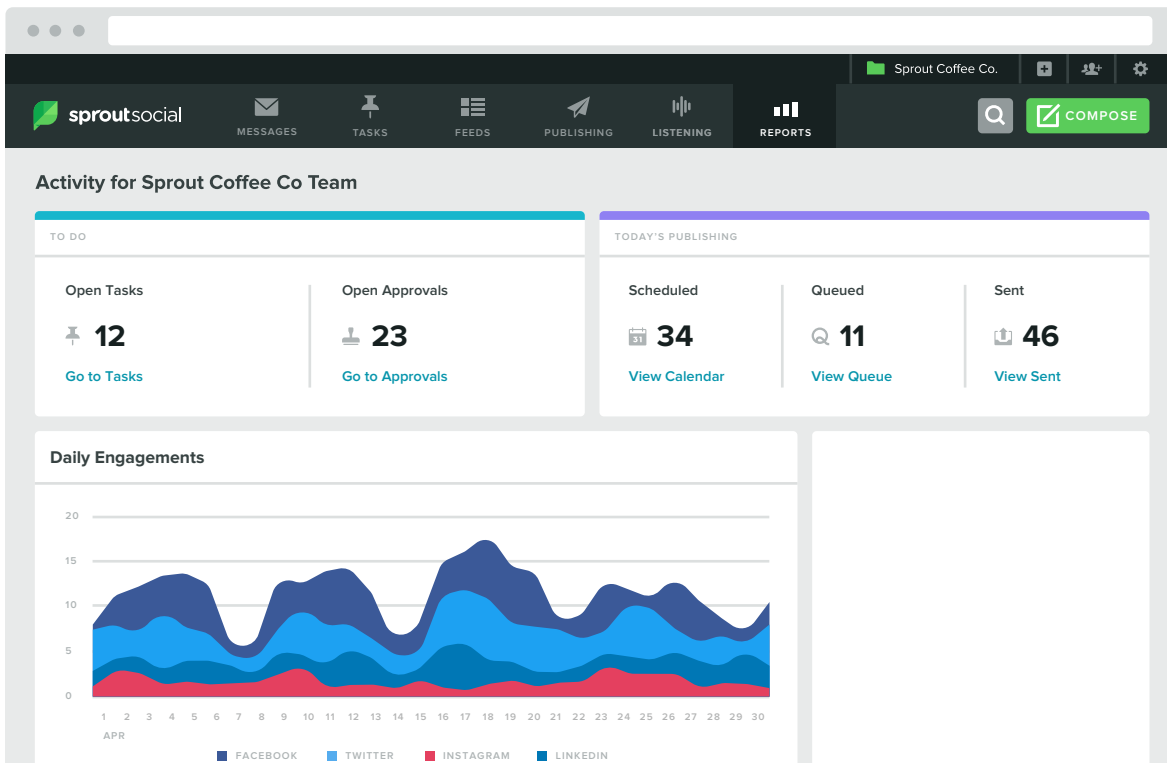 Sprout Coffee Co.
sproutsocial
MESSAGES
TASKS
FEEDS
PUBLISHING
LISTENING
REPORTS
COMPOSE
Activity for Sprout Coffee Co Team
TO DO
Open Tasks
12
Go to Tasks
Open Approvals
23
Go to Approvals
TODAY'S PUBLISHING
Scheduled
31
34
View Calendar
Queued
11
View Queue
Sent
46
View Sent
Daily Engagements
20
15
10
5
0
1 2 3 4 5 6 7 8 9 10 11 12 13 14 15 16 17 18 19 20 21 22 23 24 25 26 27 28 29 30
APR
FACEBOOK TWITTER INSTAGRAM LINKEDIN